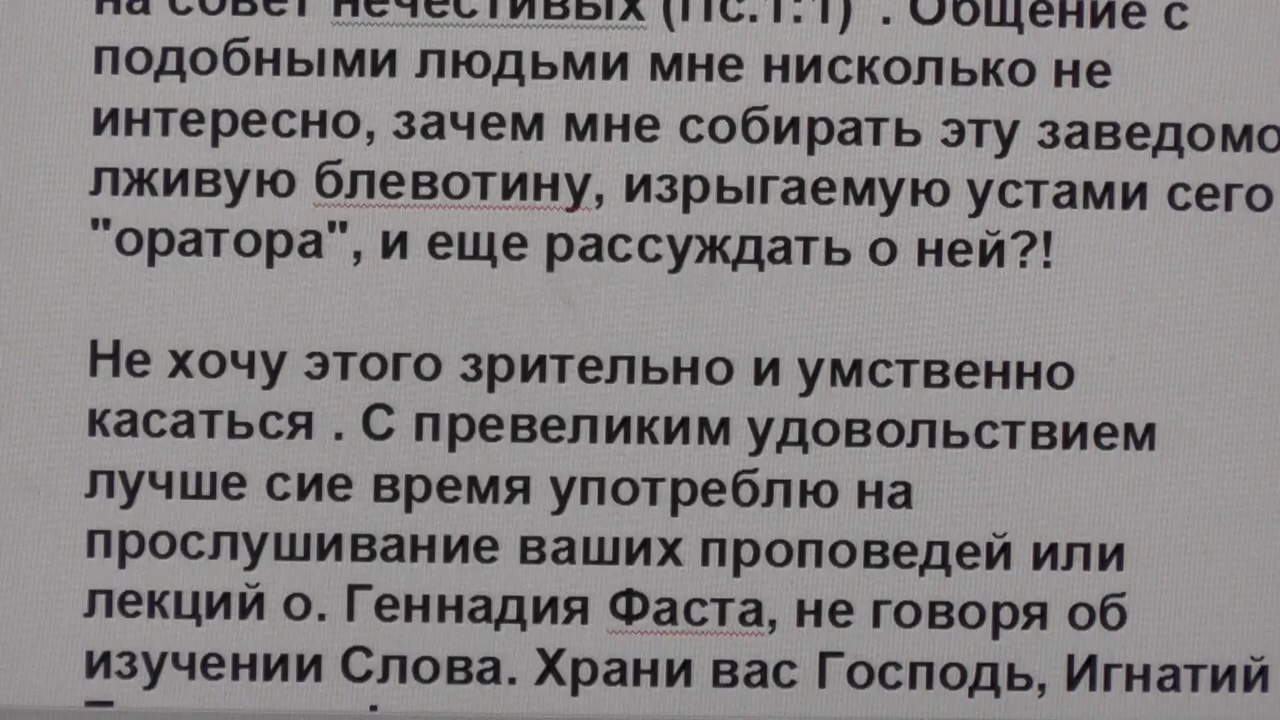 на совет нечестивых (Пс.1:1) . Общение с
подобными людьми мне нисколько не
интересно, зачем мне собирать эту заведомо
лживую блевотину, изрыгаемую устами сего
"оратора", и еще рассуждать о ней?!
Не хочу этого зрительно и умственно
касаться . С превеликим удовольствием
лучше сие время употреблю на
прослушивание ваших проповедей или
лекций о. Геннадия Фаста, не говоря об
изучении Слова. Храни вас Господь, Игнатий